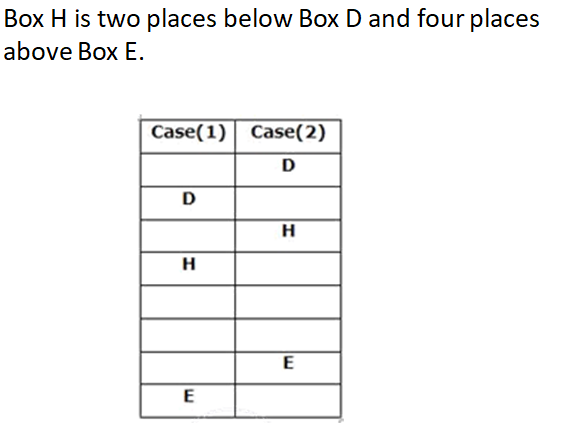 Box H is two places below Box D and four places
above Box E.
Case(1) Case(2)
D
D
H
H
E
E